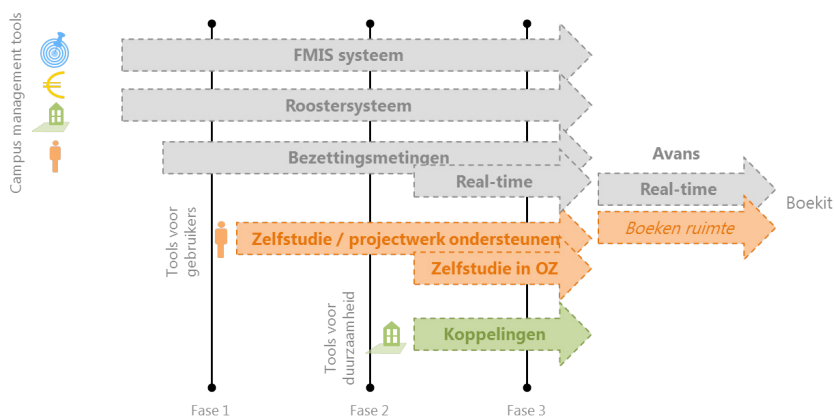 Campus management tools
FMIS systeem
Roostersysteem
Bezettingsmetingen
Real-time
Avans
Real-time
Boekit
Boeken ruimte
Tools voor
gebruikers
Zelfstudie / projectwerk ondersteunen
Zelfstudie in OZ
Tools voor
duurzaamheid
Koppelingen
Fase 1
Fase 2
Fase 3